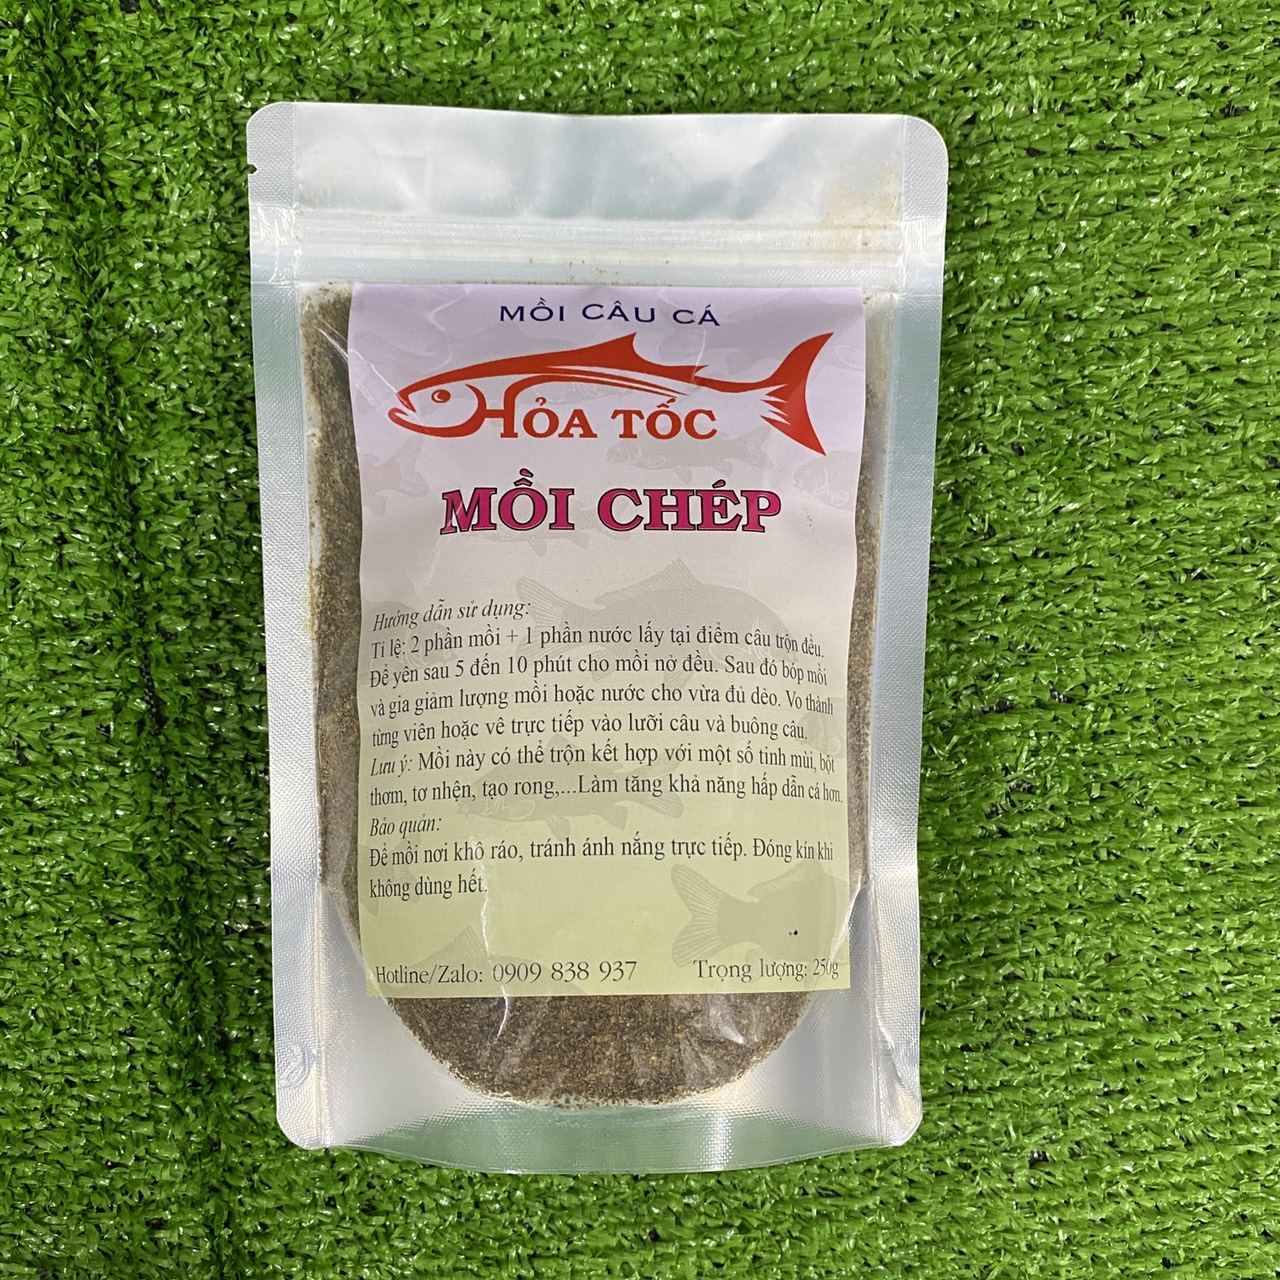 MỒI CÂU CÁ
HỎA TỐC
MỒI CHÉP
Hướng dẫn sử dụng:
Tỉ lệ: 2 phần mồi + 1 phần nước lấy tại điểm câu trộn đều.
Để yên sau 5 đến 10 phút cho mồi nở đều. Sau đó bóp mồi
và gia giảm lượng mồi hoặc nước cho vừa đủ dẻo. Vo thành
từng viên hoặc vê trực tiếp vào lưỡi câu và buông câu.
Lưu ý: Mồi này có thể trộn kết hợp với một số tinh mùi, bột
thơm, tơ nhện, tạo rong,...Làm tăng khả năng hấp dẫn cá hơn.
Bảo quản:
Để mồi nơi khô ráo, tránh ánh nắng trực tiếp. Đóng kín khi
không dùng hết.
Hotline/Zalo: 0909 838 937 Trọng lượng: 250g